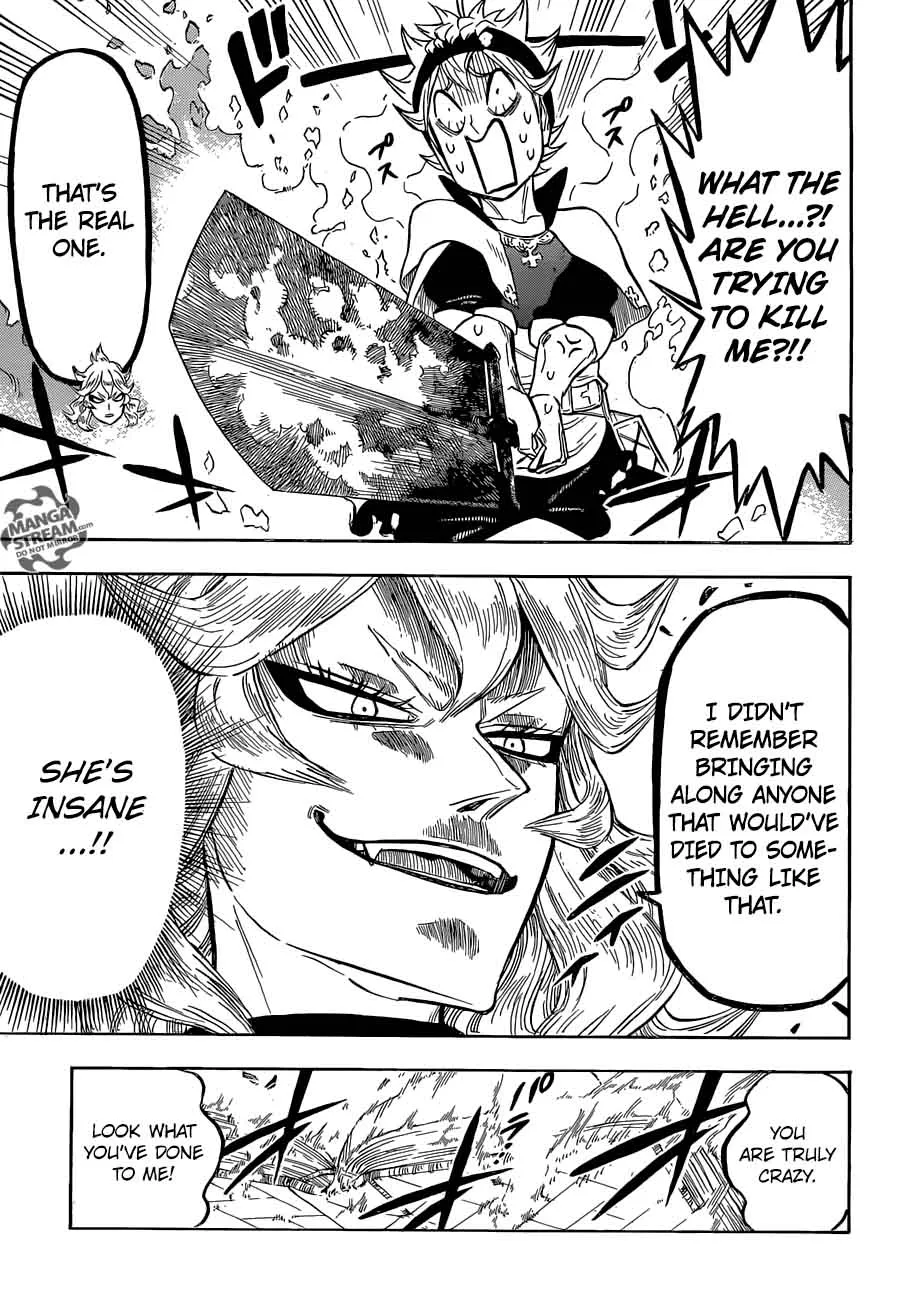 WHAT THE
HELL...?!
ARE YOU
TRYING
TO KILL
ME?!!
ド
ド
プス
プス
THAT'S
THE REAL
ONE.
MANGA
STREAM.com
DO NOT MIRROR
I DIDN'T
REMEMBER
BRINGING
ALONG ANYONE
THAT WOULD'VE
DIED TO SOME-
THING LIKE
THAT.
SHE'S
INSANE
...!!
YOU
ARE TRULY
CRAZY.
LOOK WHAT
YOU'VE DONE
TO ME!